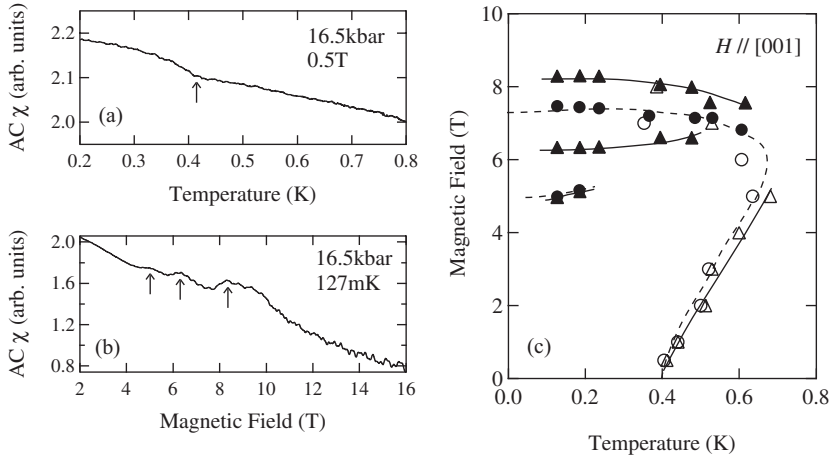 2.2
2.1
2.0
AC χ (arb. units)
16.5kbar
0.5T
(a)
0.2 0.3 0.4 0.5 0.6 0.7 0.8
Temperature (K)
2.0
1.6
1.2
0.8
AC χ (arb. units)
16.5kbar
127mK
(b)
2 4 6 8 10 12 14 16
Magnetic Field (T)
10
8
6
4
2
0
Magnetic Field (T)
H // [001]
(c)
0.0 0.2 0.4 0.6 0.8
Temperature (K)